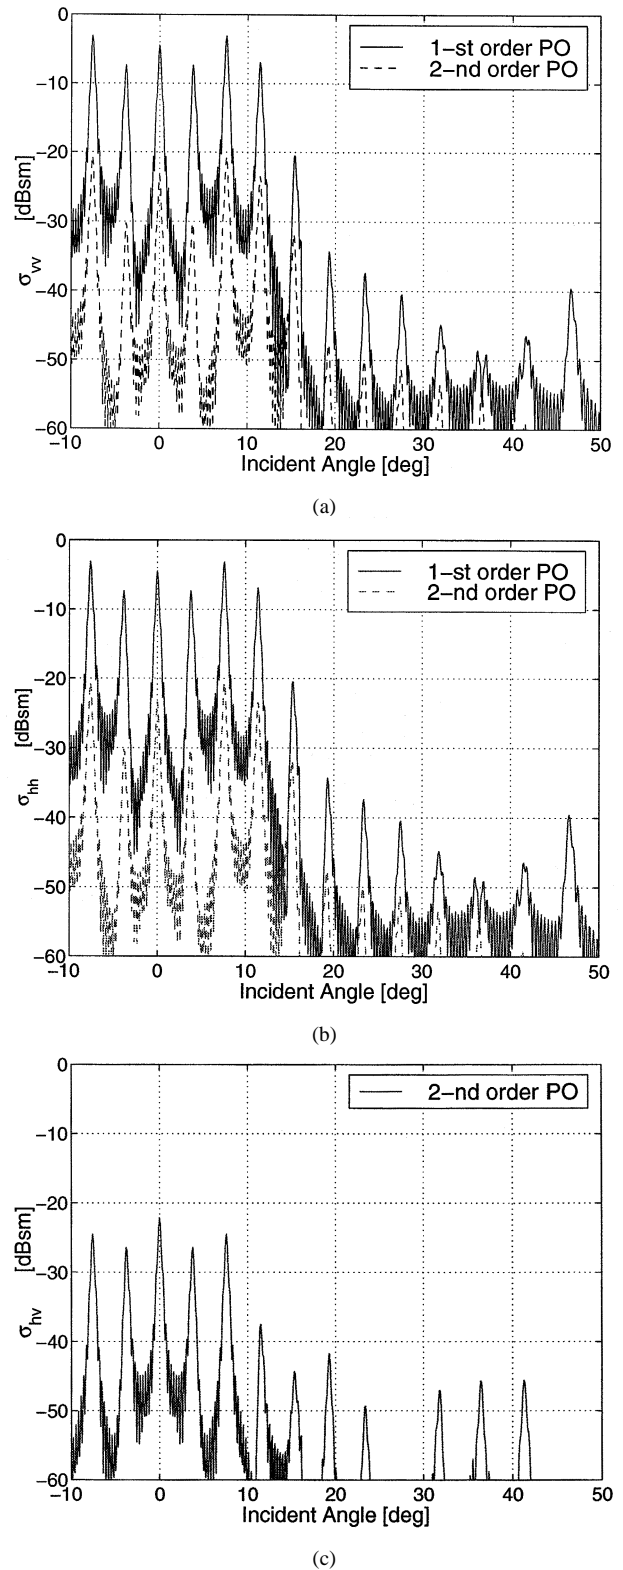 0
−10
−20
−30
−40
−50
−60
σvv [dBsm]
1−st order PO
2−nd order PO
−10 0 10 20 30 40 50
Incident Angle [deg]
(a)
0
−10
−20
−30
−40
−50
−60
σhh [dBsm]
1−st order PO
2−nd order PO
−10 0 10 20 30 40 50
Incident Angle [deg]
(b)
0
−10
−20
−30
−40
−50
−60
σhv [dBsm]
2−nd order PO
−10 0 10 20 30 40 50
Incident Angle [deg]
(c)